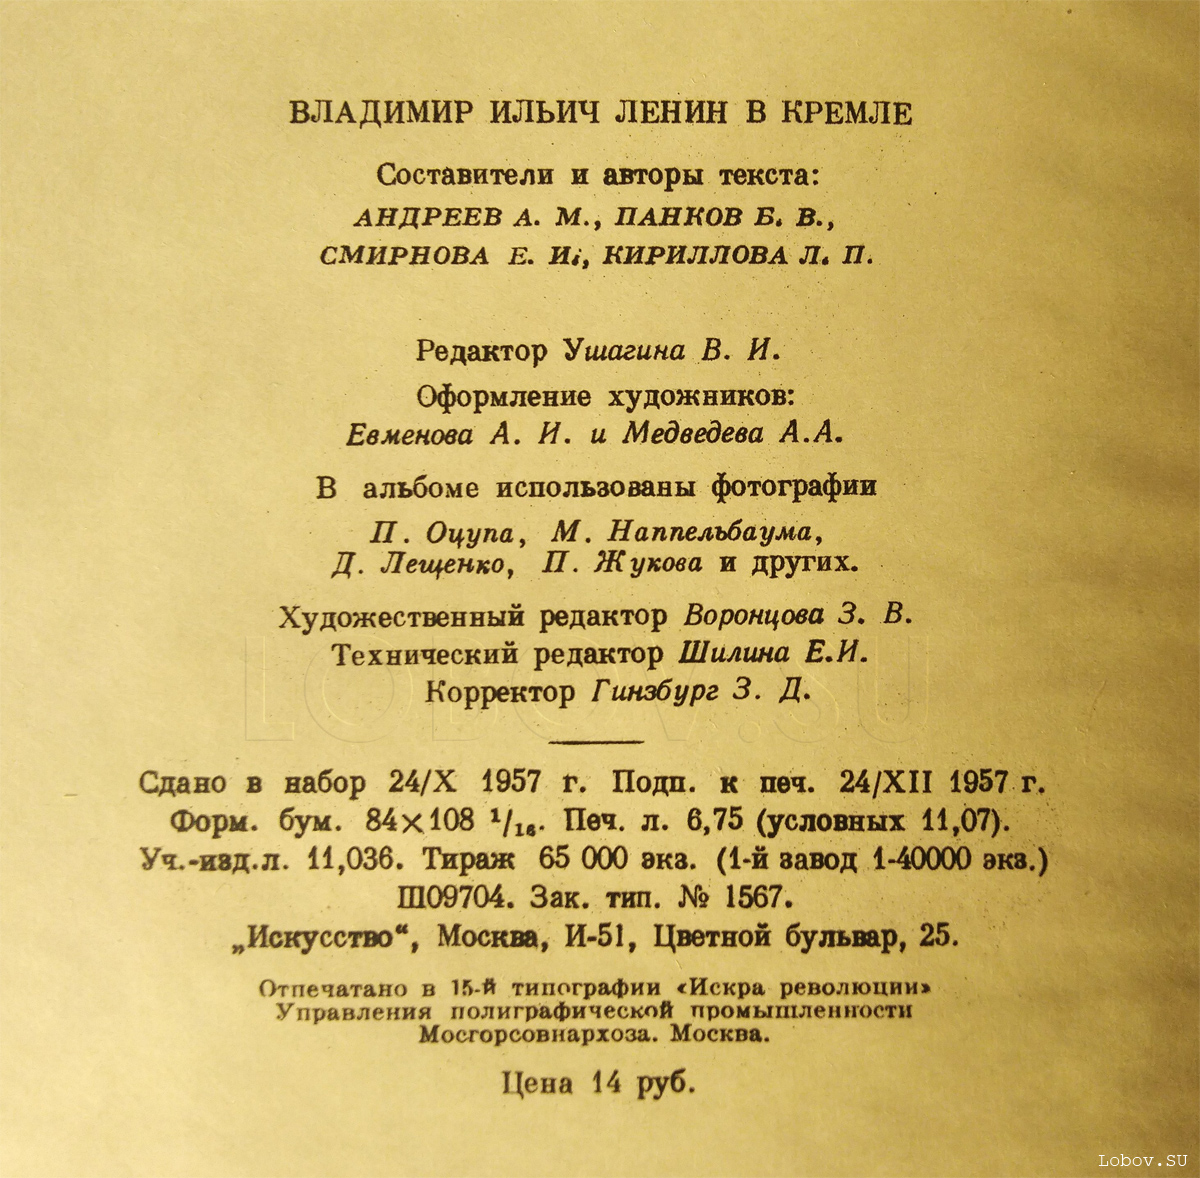 ВЛАДИМИР ИЛЬИЧ ЛЕНИН В КРЕМЛЕ
Составители и авторы текста:
АНДРЕЕВ А. М., ПАНКОВ Б. В.,
СМИРНОВА Е. И., КИРИЛЛОВА Л. П.
Редактор Ушагина В. И.
Оформление художников:
Евменова А. И. и Медведева А.А.
В альбоме использованы фотографии
П. Оцупа, М. Наппельбаума,
Д. Лещенко, П. Жукова и других.
Художественный редактор Воронцова З. В.
Технический редактор Шилина Е.И.
Корректор Гинзбург З. Д.
LOBOV.SU
Сдано в набор 24/X 1957 г. Подп. к печ. 24/XII 1957 г.
Форм. бум. 84×108 1/16. Печ. л. 6,75 (условных 11,07).
Уч.-изд.л. 11,036. Тираж 65 000 экз. (1-й завод 1-40000 экз.)
Ш09704. Зак. тип. № 1567.
„Искусство“, Москва, И-51, Цветной бульвар, 25.
Отпечатано в 15-й типографии «Искра революции»
Управления полиграфической промышленности
Мосгорсовнархоза. Москва.
Цена 14 руб.
Lobov.SU